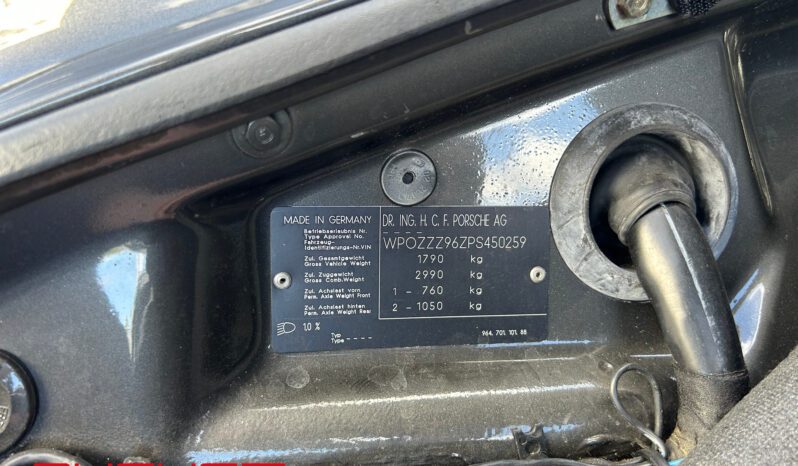 MADE IN GERMANY
DR. ING. H. C. F. PORSCHE AG
Betriebserlaubnis Nr.
Type Approval No.
– – – –
Fahrzeug-
Identifizierungs-Nr. VIN
WPOZZZ96ZPS450259
Zul. Gesamtgewicht
Gross Vehicle Weight
1790 kg
Zul. Zuggewicht
Gross Comb. Weight
2990 kg
Zul. Achslast vorn
Perm. Axle Weight Front
1 – 760 kg
Zul. Achslast hinten
Perm. Axle Weight Rear
2 – 1050 kg
1.0 %
Typ
Type – – – –
964. 701. 101. 88